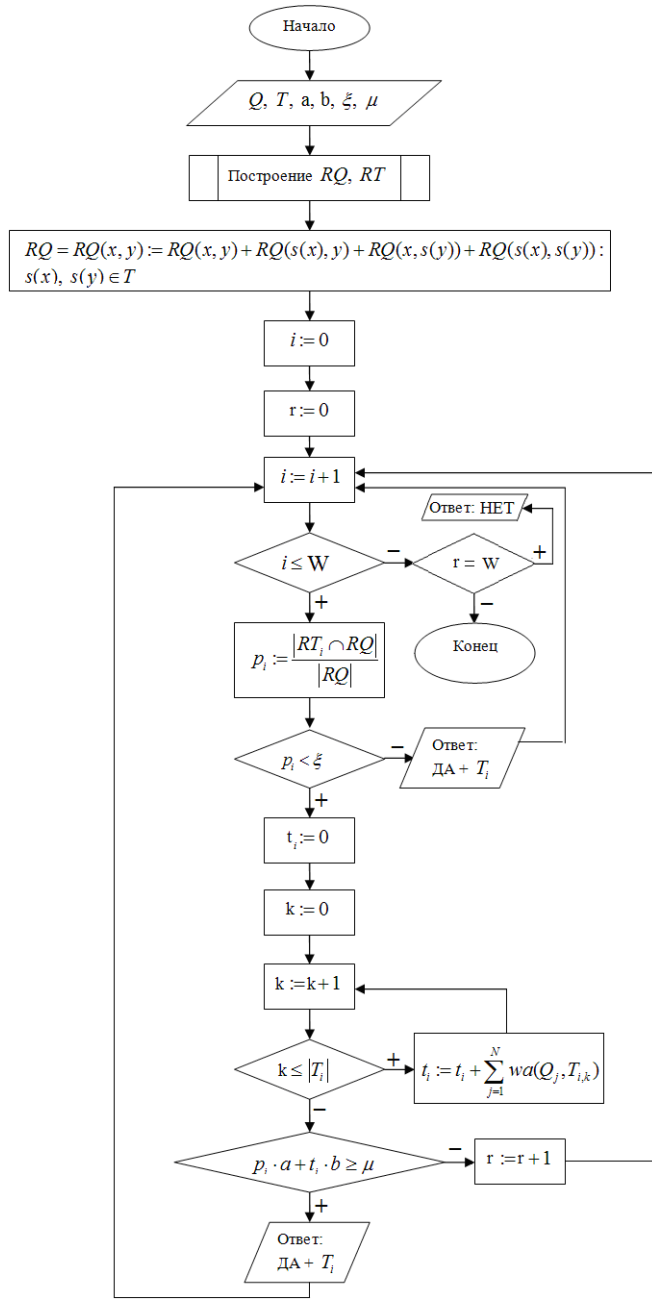 Начало
Q, T, a, b, ξ, μ
Построение RQ, RT
RQ = RQ(x, y) := RQ(x, y) + RQ(s(x), y) + RQ(x, s(y)) + RQ(s(x), s(y)) :
s(x), s(y) ∈ T
i := 0
r := 0
i := i + 1
Ответ: НЕТ
i ≤ W
−
r = W
+
+
−
p_i := |RT_i ∩ RQ| / |RQ|
Конец
p_i < ξ
−
Ответ:
ДА + T_i
+
t_i := 0
k := 0
k := k + 1
k ≤ |T_i|
+
t_i := t_i + ∑_{j=1}^{N} wa(Q_j, T_{i,k})
−
p_i · a + t_i · b ≥ μ
−
r := r + 1
+
Ответ:
ДА + T_i